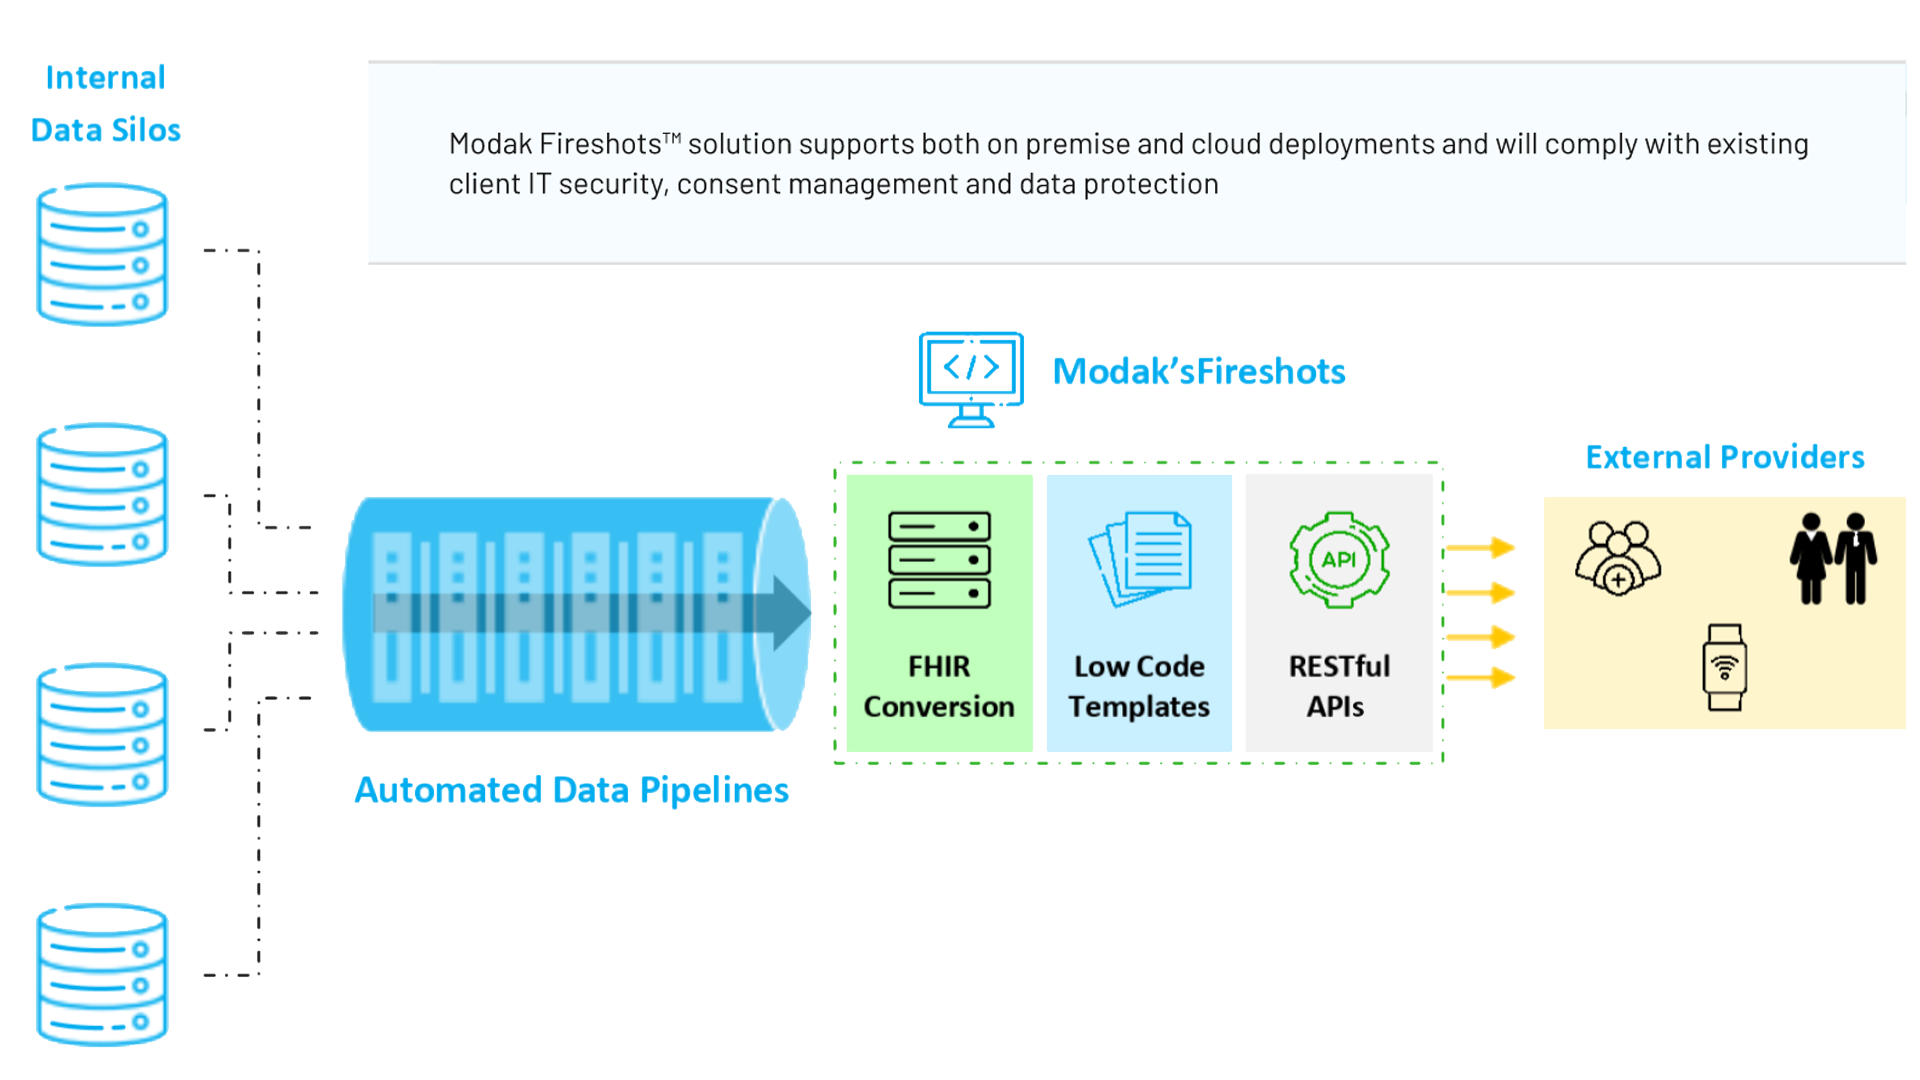 Internal
Data Silos
Modak Fireshots™ solution supports both on premise and cloud deployments and will comply with existing
client IT security, consent management and data protection
</>
Modak'sFireshots
External Providers
API
FHIR
Conversion
Low Code
Templates
RESTful
APIs
Automated Data Pipelines